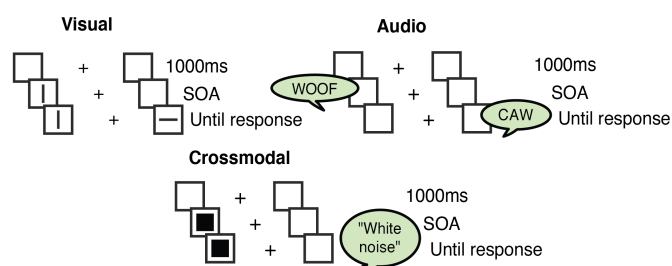 Visual
+ 1000ms
+ SOA
+ Until response
Audio
+ 1000ms
WOOF + SOA
+ CAW Until response
Crossmodal
+ 1000ms
+ "White noise" SOA
+ Until response